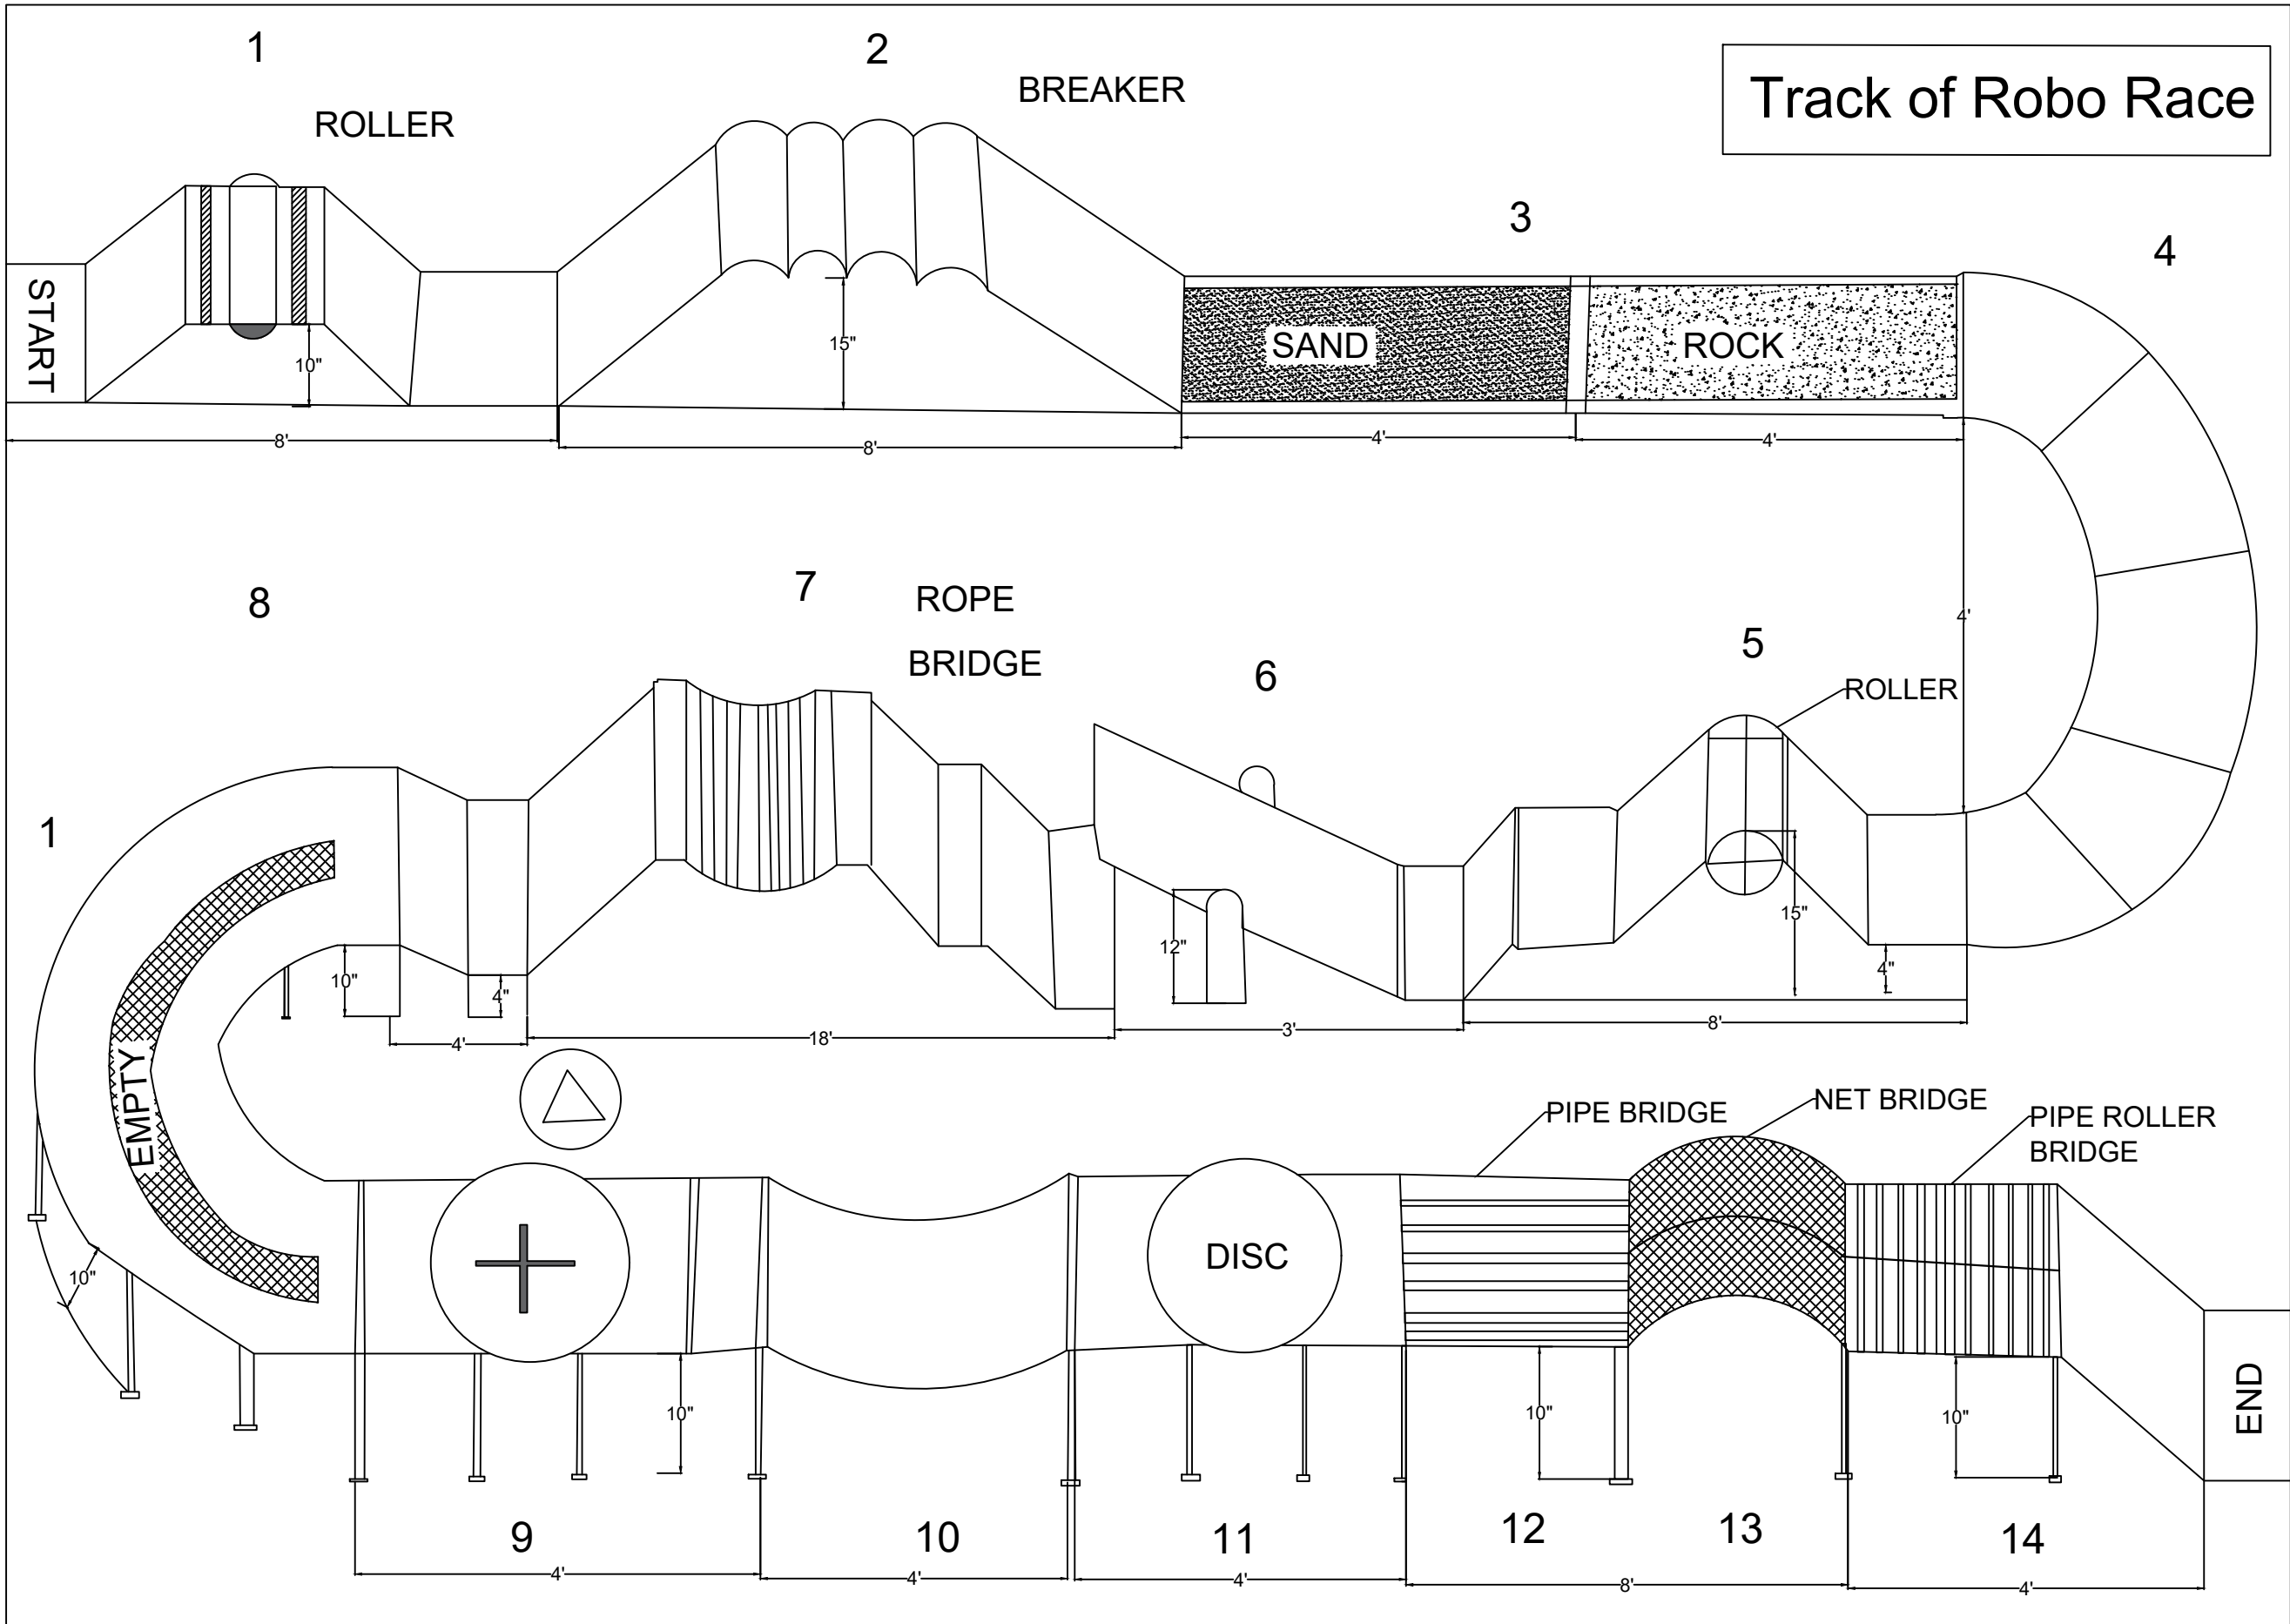 1
2
BREAKER
Track of Robo Race
ROLLER
3
4
START
SAND
ROCK
10"
15"
8'
8'
4'
4'
8
7
ROPE
BRIDGE
6
5
ROLLER
4'
1
12"
15"
4"
10"
4"
4'
18'
3'
8'
EMPTY
10"
PIPE BRIDGE
NET BRIDGE
PIPE ROLLER
BRIDGE
DISC
10"
10"
10"
END
9
10
11
12
13
14
4'
4'
4'
8'
4'